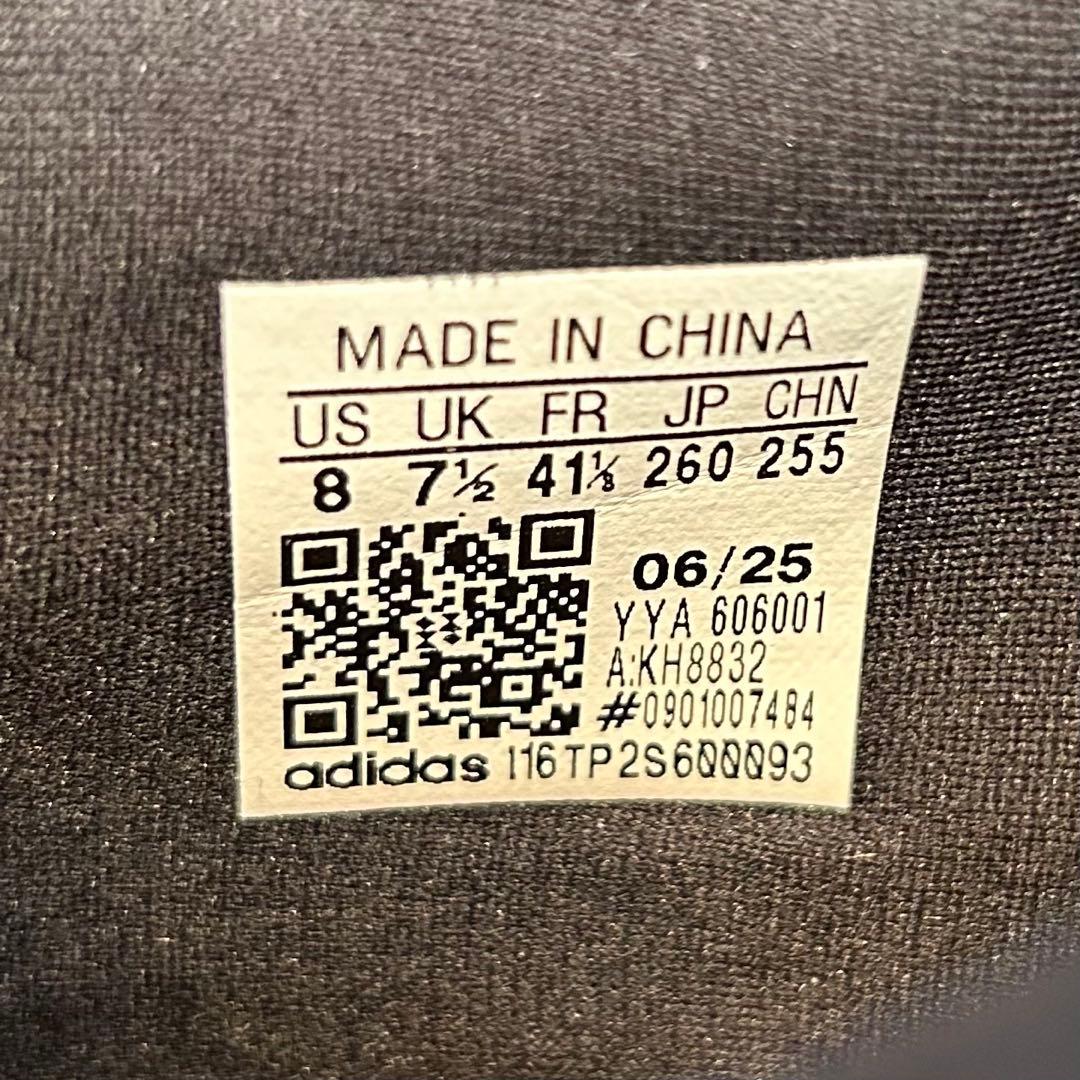 MADE IN CHINA
US UK FR JP CHN
8 7½ 41⅓ 260 255
06/25
YYA 606001
A:KH8832
#0901007484
adidas 116TP2S600093